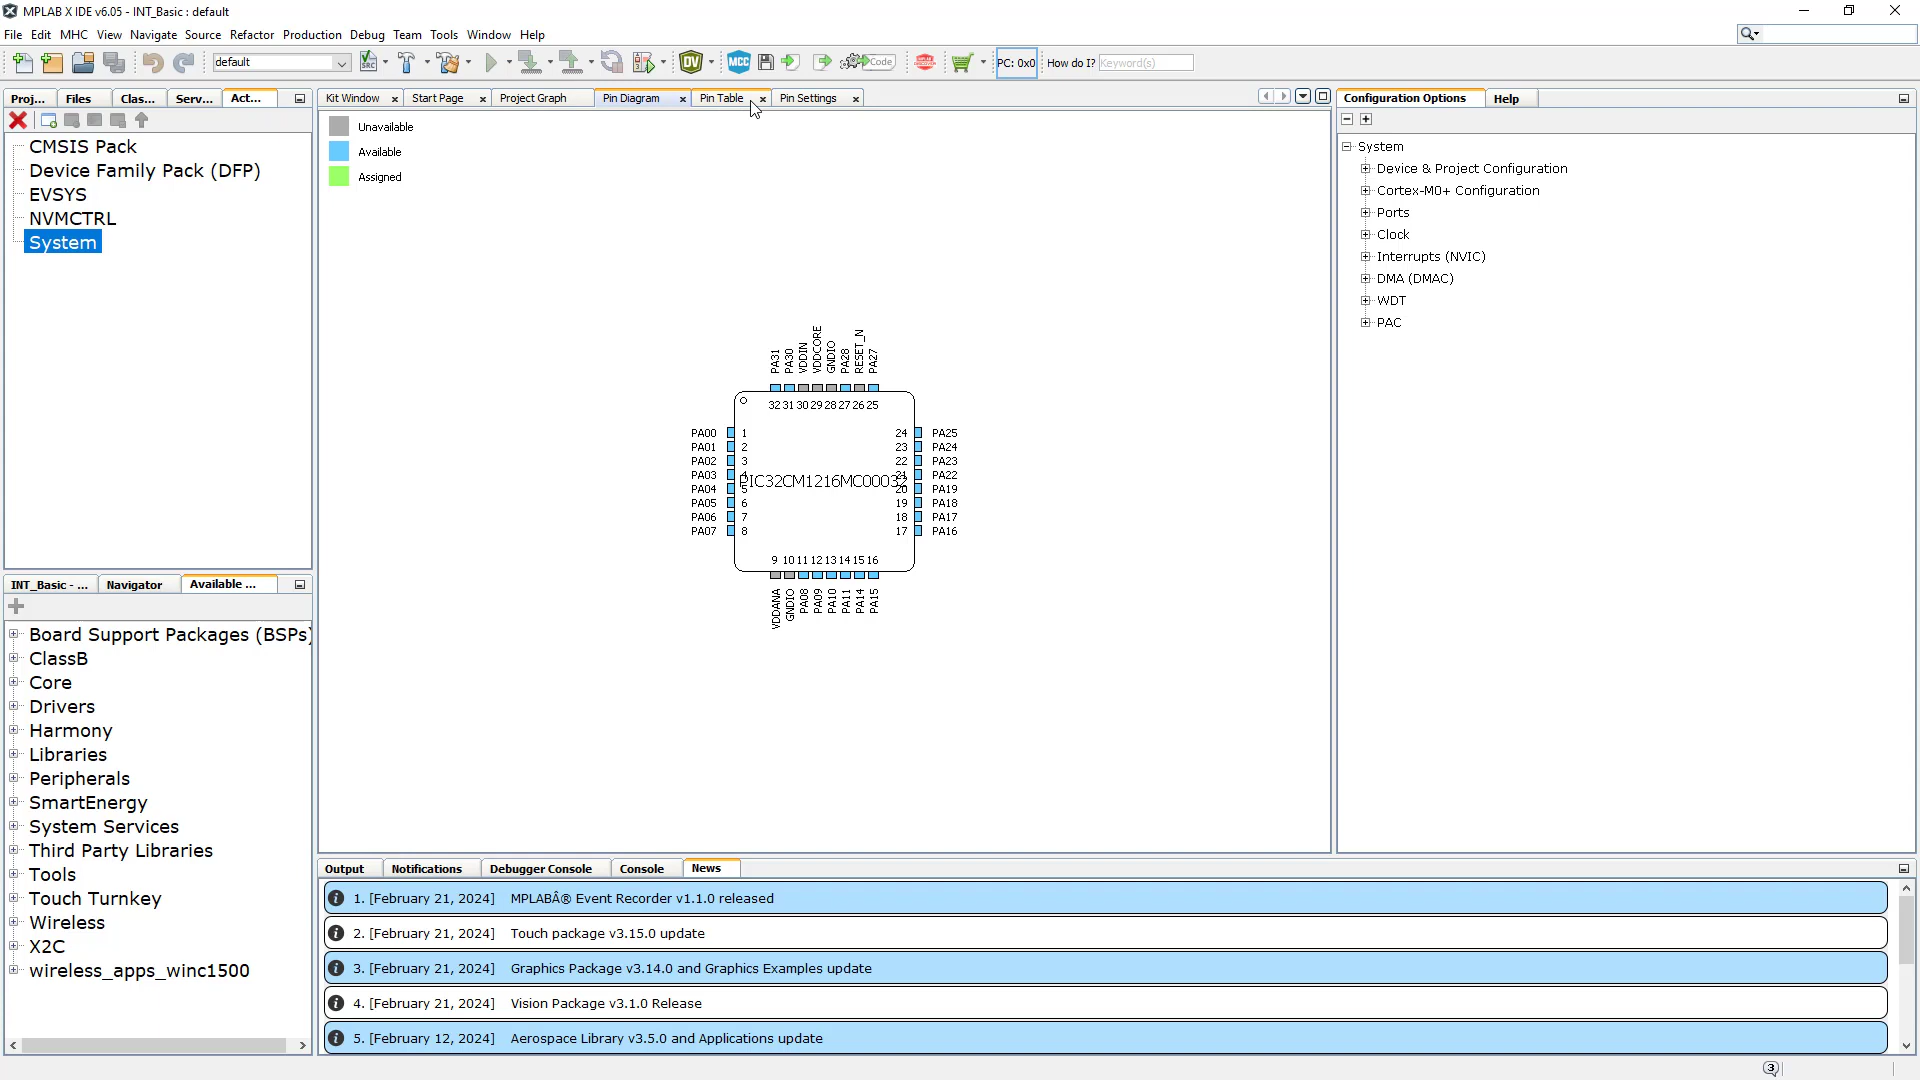 MPLAB X IDE v6.05 - INT_Basic : default
File Edit MHC View Navigate Source Refactor Production Debug Team Tools Window Help
default
SRC
DV
MCC
Code
PC: 0x0
How do I? Keyword(s)
Proj... Files Clas... Serv... Act...
CMSIS Pack
Device Family Pack (DFP)
EVSYS
NVMCTRL
System
INT_Basic - ... Navigator Available ...
Board Support Packages (BSPs)
ClassB
Core
Drivers
Harmony
Libraries
Peripherals
SmartEnergy
System Services
Third Party Libraries
Tools
Touch Turnkey
Wireless
X2C
wireless_apps_winc1500
Kit Window Start Page Project Graph Pin Diagram Pin Table Pin Settings
Unavailable
Available
Assigned
PA31 PA30 VDDIN VDDCORE GNDIO PA28 RESET_N PA27
32 31 30 29 28 27 26 25
PA00 1 24 PA25
PA01 2 23 PA24
PA02 3 22 PA23
PA03 4 21 PA22
PIC32CM1216MC00032
PA04 5 20 PA19
PA05 6 19 PA18
PA06 7 18 PA17
PA07 8 17 PA16
9 10 11 12 13 14 15 16
VDDANA GNDIO PA08 PA09 PA10 PA11 PA14 PA15
Configuration Options Help
System
Device & Project Configuration
Cortex-M0+ Configuration
Ports
Clock
Interrupts (NVIC)
DMA (DMAC)
WDT
PAC
Output Notifications Debugger Console Console News
1. [February 21, 2024] MPLABÂ® Event Recorder v1.1.0 released
2. [February 21, 2024] Touch package v3.15.0 update
3. [February 21, 2024] Graphics Package v3.14.0 and Graphics Examples update
4. [February 21, 2024] Vision Package v3.1.0 Release
5. [February 12, 2024] Aerospace Library v3.5.0 and Applications update
3